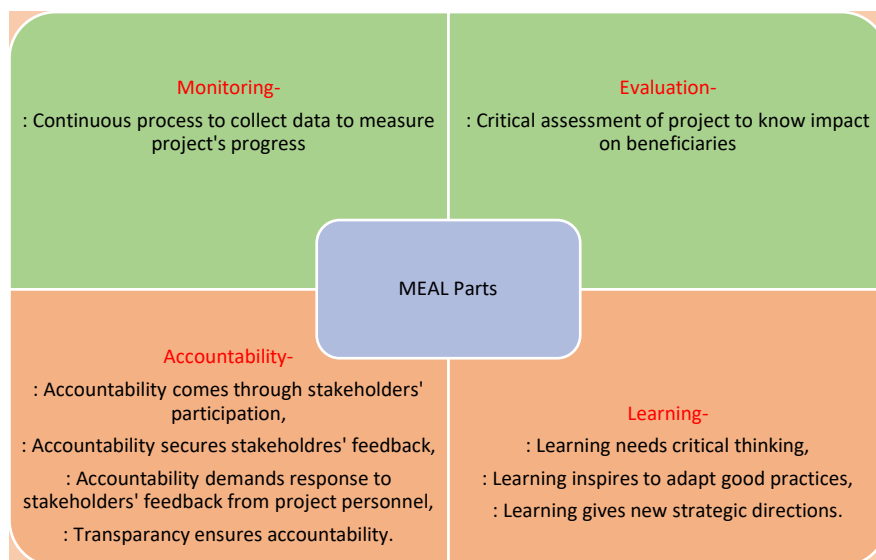 Monitoring-
: Continuous process to collect data to measure
project's progress
Evaluation-
: Critical assessment of project to know impact
on beneficiaries
MEAL Parts
Accountability-
: Accountability comes through stakeholders'
participation,
: Accountability secures stakeholdres' feedback,
: Accountability demands response to
stakeholders' feedback from project personnel,
: Transparancy ensures accountability.
Learning-
: Learning needs critical thinking,
: Learning inspires to adapt good practices,
: Learning gives new strategic directions.